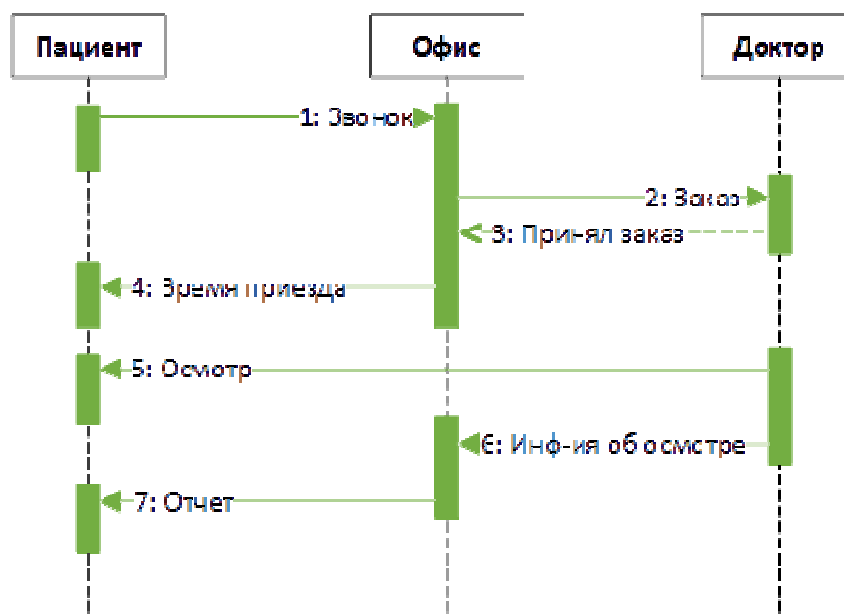 Пациент
Офис
Доктор
1: Звонок
2: Заказ
3: Принял заказ
4: Время приезда
5: Осмотр
6: Инф-ия об осмотре
7: Отчет